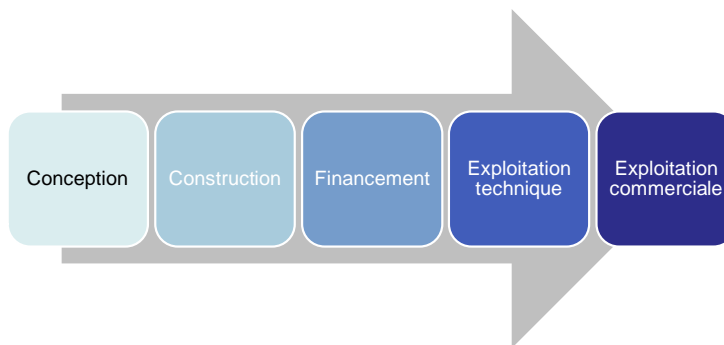 Conception
Construction
Financement
Exploitation
technique
Exploitation
commerciale